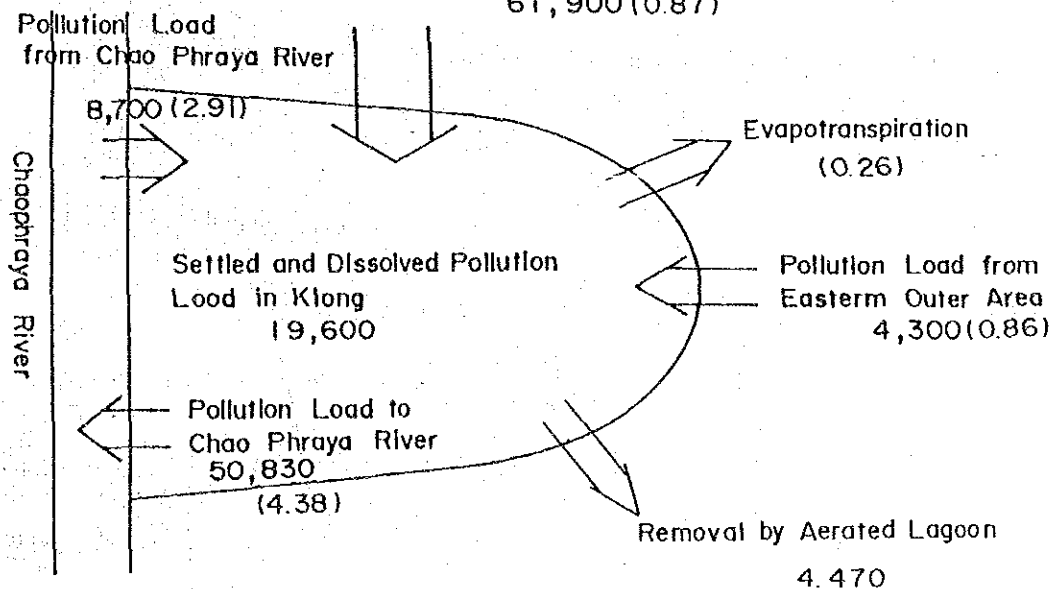 61,900(0.87)
Pollution Load
from Chao Phraya River
8,700(2.91)
Evapotranspiration
(0.26)
Chaophraya River
Settled and Dissolved Pollution
Load in Klong
19,600
Pollution Load from
Easterm Outer Area
4,300(0.86)
Pollution Load to
Chao Phraya River
50,830
(4.38)
Removal by Aerated Lagoon
4.470